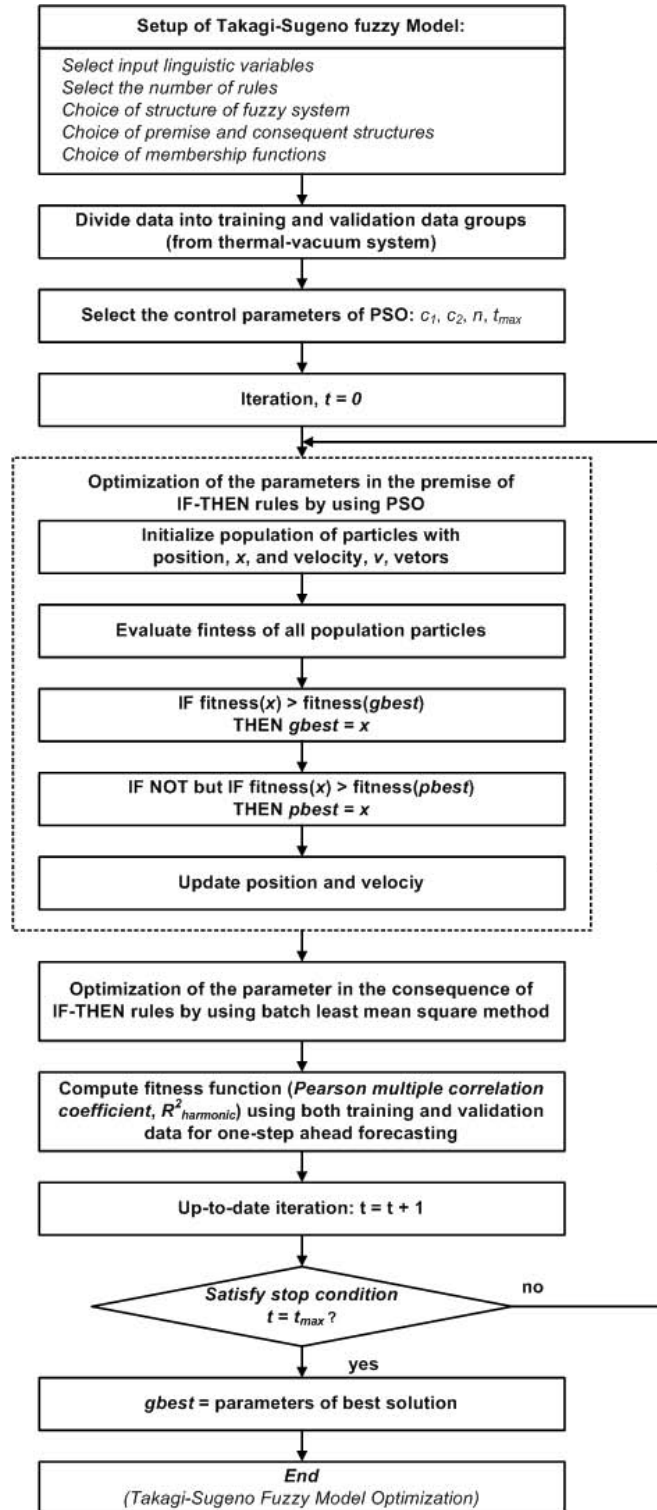 Setup of Takagi-Sugeno fuzzy Model:
Select input linguistic variables
Select the number of rules
Choice of structure of fuzzy system
Choice of premise and consequent structures
Choice of membership functions
Divide data into training and validation data groups
(from thermal-vacuum system)
Select the control parameters of PSO: c1, c2, n, tmax
Iteration, t = 0
Optimization of the parameters in the premise of
IF-THEN rules by using PSO
Initialize population of particles with
position, x, and velocity, v, vetors
Evaluate fintess of all population particles
IF fitness(x) > fitness(gbest)
THEN gbest = x
IF NOT but IF fitness(x) > fitness(pbest)
THEN pbest = x
Update position and velociy
Optimization of the parameter in the consequence of
IF-THEN rules by using batch least mean square method
Compute fitness function (Pearson multiple correlation
coefficient, R²harmonic) using both training and validation
data for one-step ahead forecasting
Up-to-date iteration: t = t + 1
Satisfy stop condition
t = tmax ?
no
yes
gbest = parameters of best solution
End
(Takagi-Sugeno Fuzzy Model Optimization)